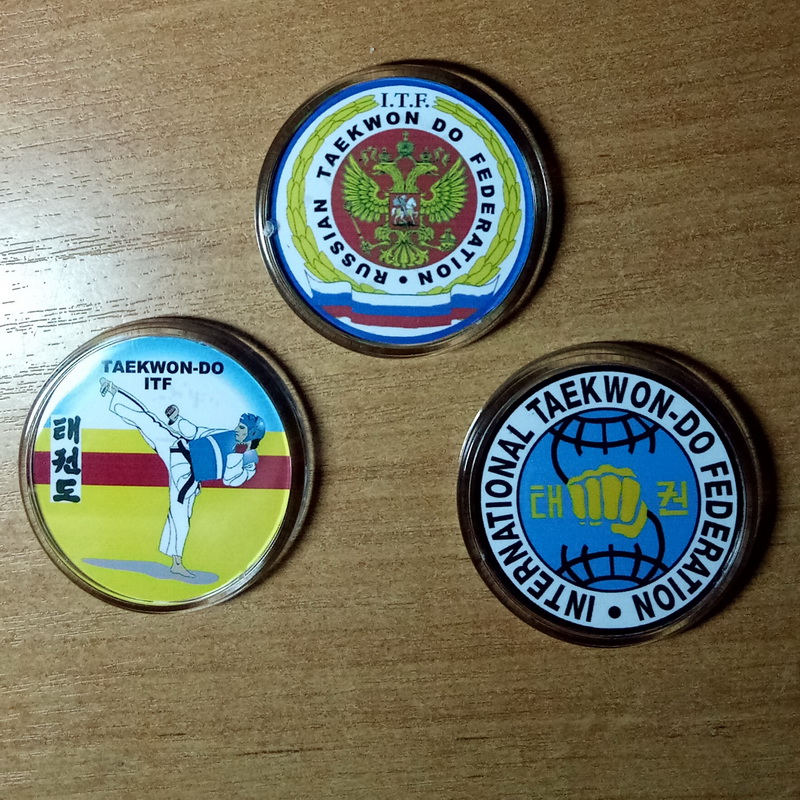 I.T.F.
RUSSIAN TAEKWON DO FEDERATION •
TAEKWON-DO
ITF
태권도
INTERNATIONAL TAEKWON-DO FEDERATION •
태 권